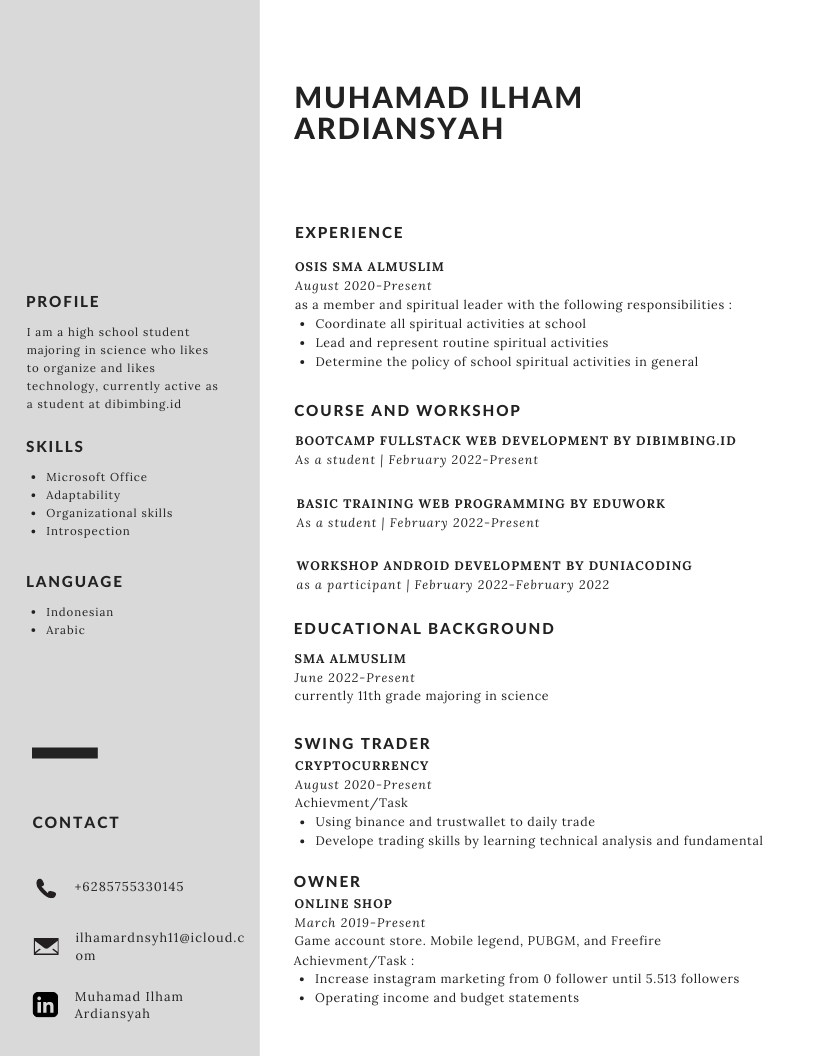 MUHAMAD ILHAM
ARDIANSYAH
PROFILE
I am a high school student
majoring in science who likes
to organize and likes
technology, currently active as
a student at dibimbing.id
SKILLS
• Microsoft Office
• Adaptability
• Organizational skills
• Introspection
LANGUAGE
• Indonesian
• Arabic
CONTACT
+6285755330145
ilhamardnsyh11@icloud.c
om
Muhamad Ilham
Ardiansyah
EXPERIENCE
OSIS SMA ALMUSLIM
August 2020-Present
as a member and spiritual leader with the following responsibilities :
• Coordinate all spiritual activities at school
• Lead and represent routine spiritual activities
• Determine the policy of school spiritual activities in general
COURSE AND WORKSHOP
BOOTCAMP FULLSTACK WEB DEVELOPMENT BY DIBIMBING.ID
As a student | February 2022-Present
BASIC TRAINING WEB PROGRAMMING BY EDUWORK
As a student | February 2022-Present
WORKSHOP ANDROID DEVELOPMENT BY DUNIACODING
as a participant | February 2022-February 2022
EDUCATIONAL BACKGROUND
SMA ALMUSLIM
June 2022-Present
currently 11th grade majoring in science
SWING TRADER
CRYPTOCURRENCY
August 2020-Present
Achievment/Task
• Using binance and trustwallet to daily trade
• Develope trading skills by learning technical analysis and fundamental
OWNER
ONLINE SHOP
March 2019-Present
Game account store. Mobile legend, PUBGM, and Freefire
Achievment/Task :
• Increase instagram marketing from 0 follower until 5.513 followers
• Operating income and budget statements